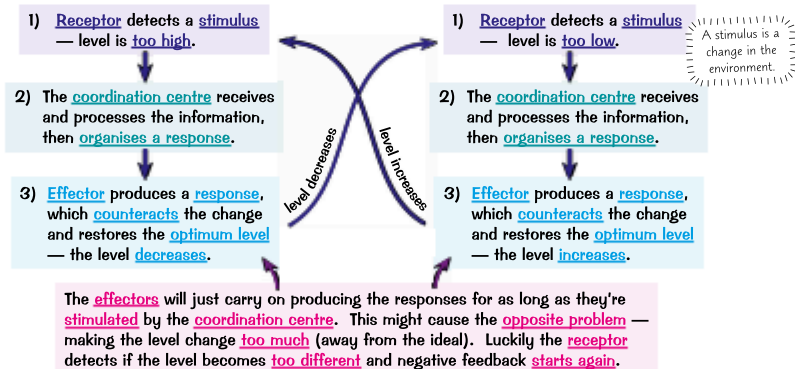 1) Receptor detects a stimulus
— level is too high.
2) The coordination centre receives
and processes the information,
then organises a response.
3) Effector produces a response,
which counteracts the change
and restores the optimum level
— the level decreases.
level decreases
level increases
1) Receptor detects a stimulus
— level is too low.
A stimulus is a
change in the
environment.
2) The coordination centre receives
and processes the information,
then organises a response.
3) Effector produces a response,
which counteracts the change
and restores the optimum level
— the level increases.
The effectors will just carry on producing the responses for as long as they're
stimulated by the coordination centre. This might cause the opposite problem —
making the level change too much (away from the ideal). Luckily the receptor
detects if the level becomes too different and negative feedback starts again.